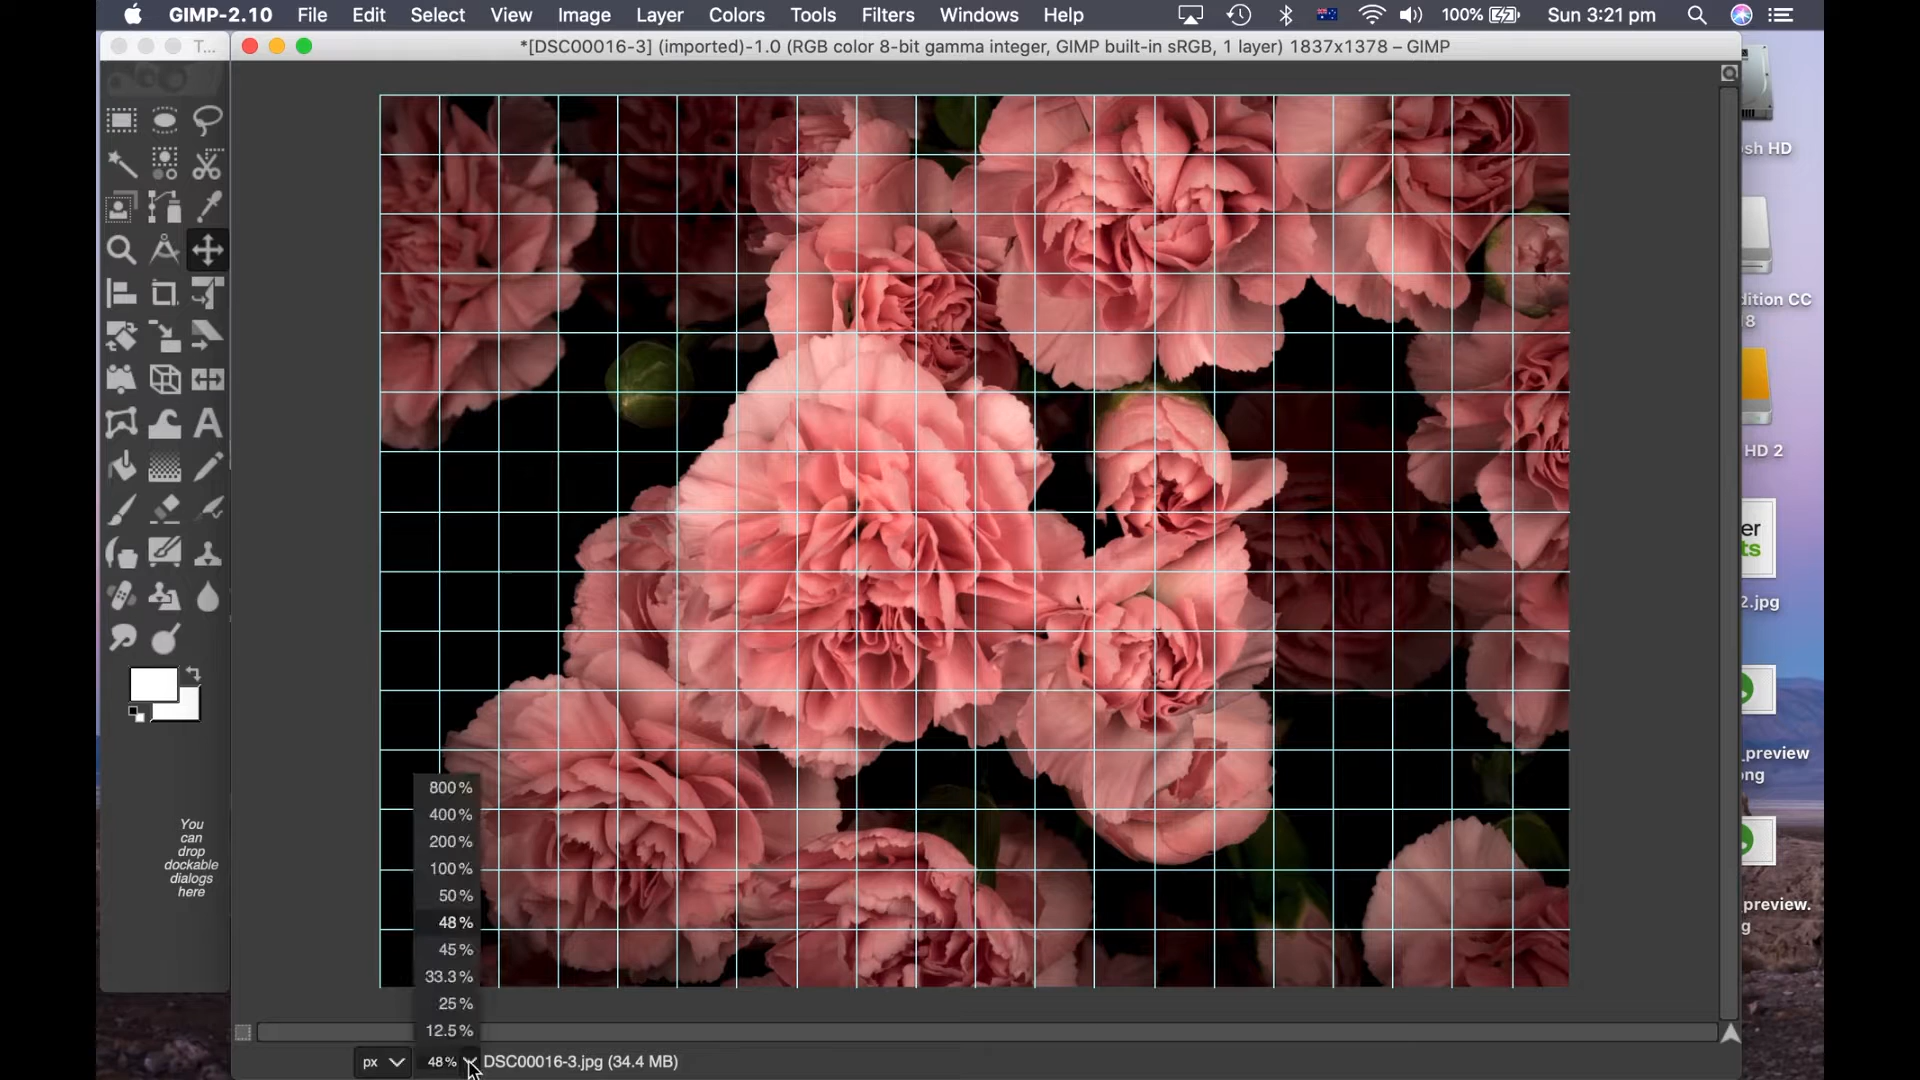 GIMP-2.10 File Edit Select View Image Layer Colors Tools Filters Windows Help 100% Sun 3:21 pm
T... *[DSC00016-3] (imported)-1.0 (RGB color 8-bit gamma integer, GIMP built-in sRGB, 1 layer) 1837x1378 – GIMP
A
You
can
drop
dockable
dialogs
here
800%
400%
200%
100%
50%
48%
45%
33.3%
25%
12.5%
px 48% DSC00016-3.jpg (34.4 MB)
sh HD
dition CC
8
HD 2
er
ts
2.jpg
_preview
ng
preview.
g